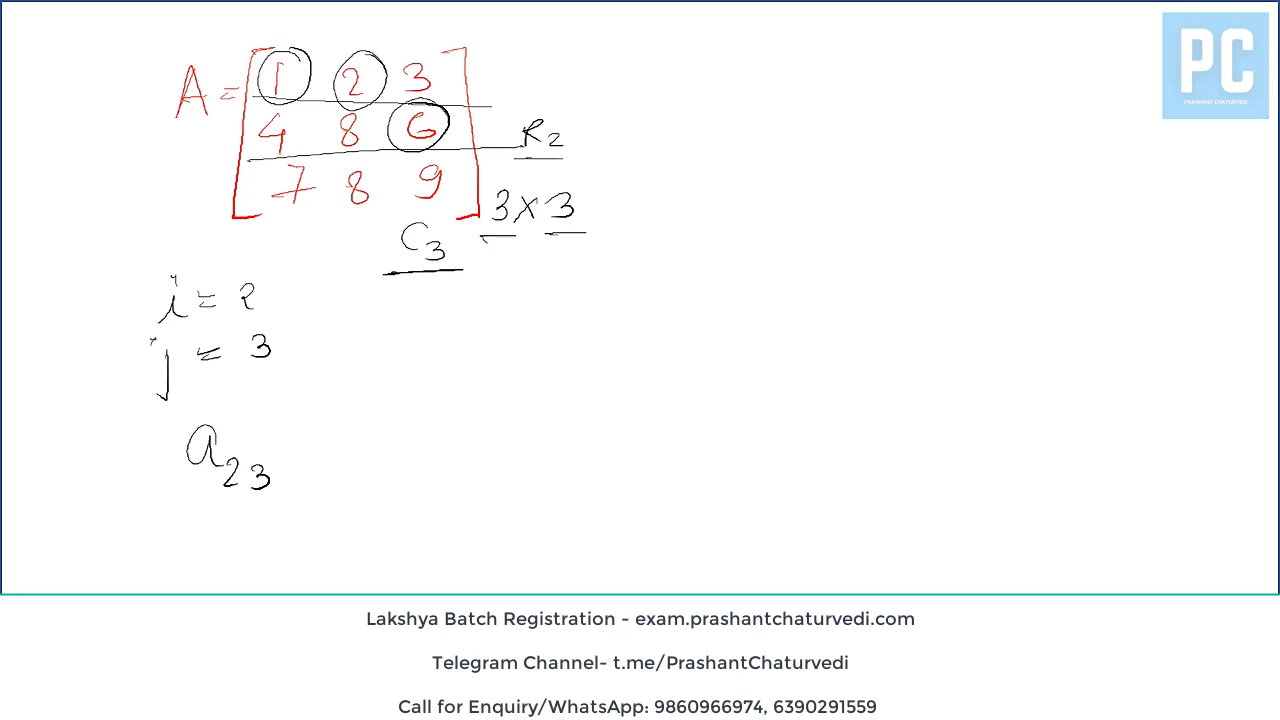 PC
PRASHANT CHATURVEDI
A = [1 2 3
4 8 6 R2
7 8 9] 3 × 3
C3
i = 2
j = 3
a23
Lakshya Batch Registration - exam.prashantchaturvedi.com
Telegram Channel- t.me/PrashantChaturvedi
Call for Enquiry/WhatsApp: 9860966974, 6390291559